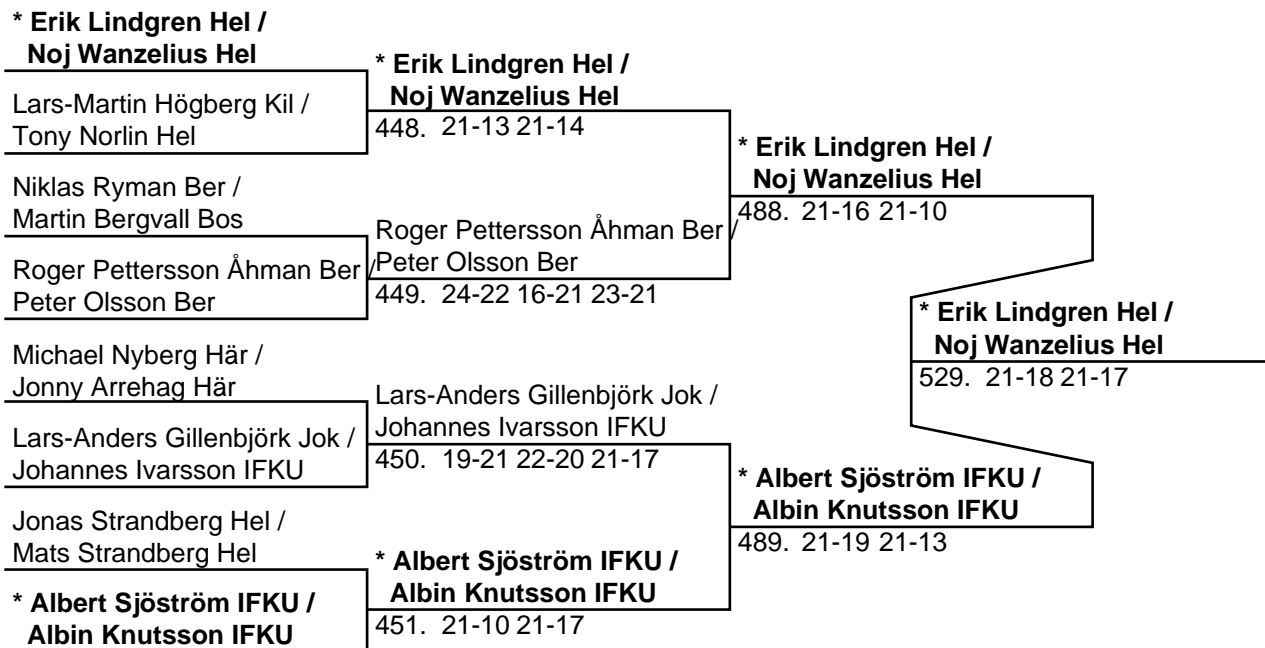 * Erik Lindgren Hel /
Noj Wanzelius Hel
Lars-Martin Högberg Kil /
Tony Norlin Hel
Niklas Ryman Ber /
Martin Bergvall Bos
Roger Pettersson Åhman Ber /
Peter Olsson Ber
Michael Nyberg Här /
Jonny Arrehag Här
Lars-Anders Gillenbjörk Jok /
Johannes Ivarsson IFKU
Jonas Strandberg Hel /
Mats Strandberg Hel
* Albert Sjöström IFKU /
Albin Knutsson IFKU
* Erik Lindgren Hel /
Noj Wanzelius Hel
448. 21-13 21-14
Roger Pettersson Åhman Ber /
Peter Olsson Ber
449. 24-22 16-21 23-21
Lars-Anders Gillenbjörk Jok /
Johannes Ivarsson IFKU
450. 19-21 22-20 21-17
* Albert Sjöström IFKU /
Albin Knutsson IFKU
451. 21-10 21-17
* Erik Lindgren Hel /
Noj Wanzelius Hel
488. 21-16 21-10
* Albert Sjöström IFKU /
Albin Knutsson IFKU
489. 21-19 21-13
* Erik Lindgren Hel /
Noj Wanzelius Hel
529. 21-18 21-17